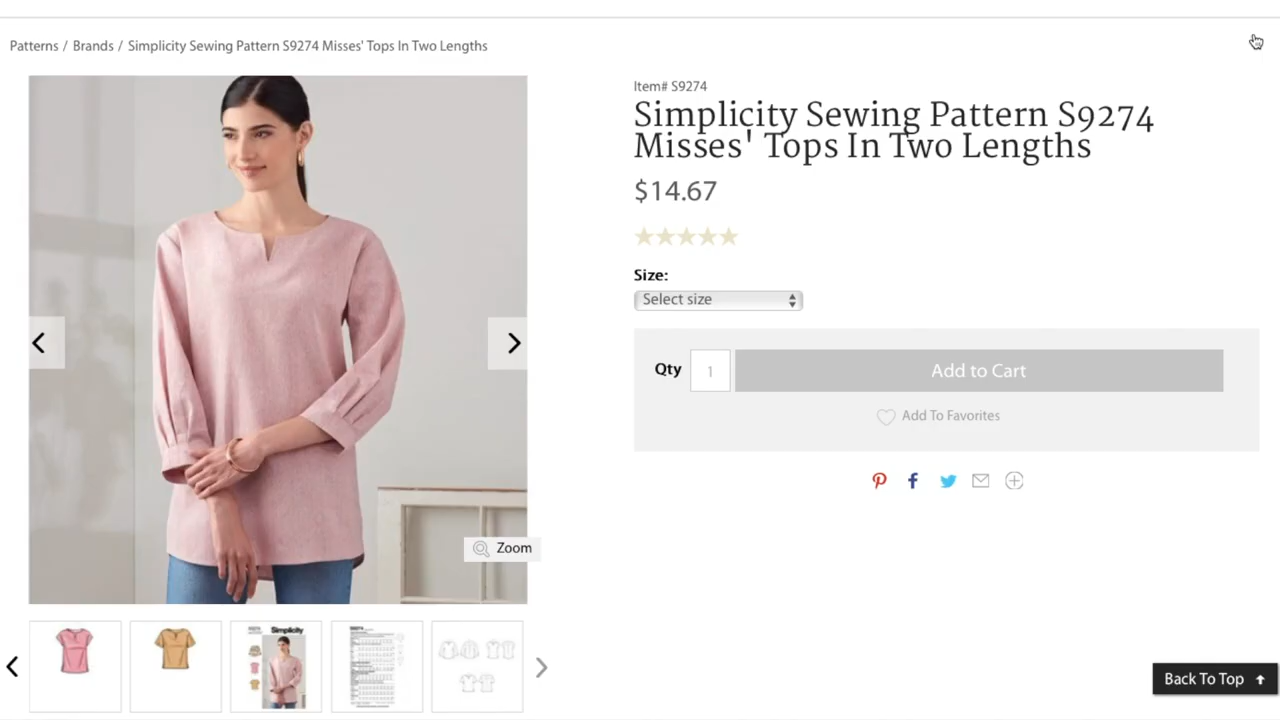 Patterns / Brands / Simplicity Sewing Pattern S9274 Misses' Tops In Two Lengths
Item# S9274
Simplicity Sewing Pattern S9274
Misses' Tops In Two Lengths
$14.67
Size:
Select size
Qty 1 Add to Cart
Add To Favorites
Zoom
Simplicity
Back To Top